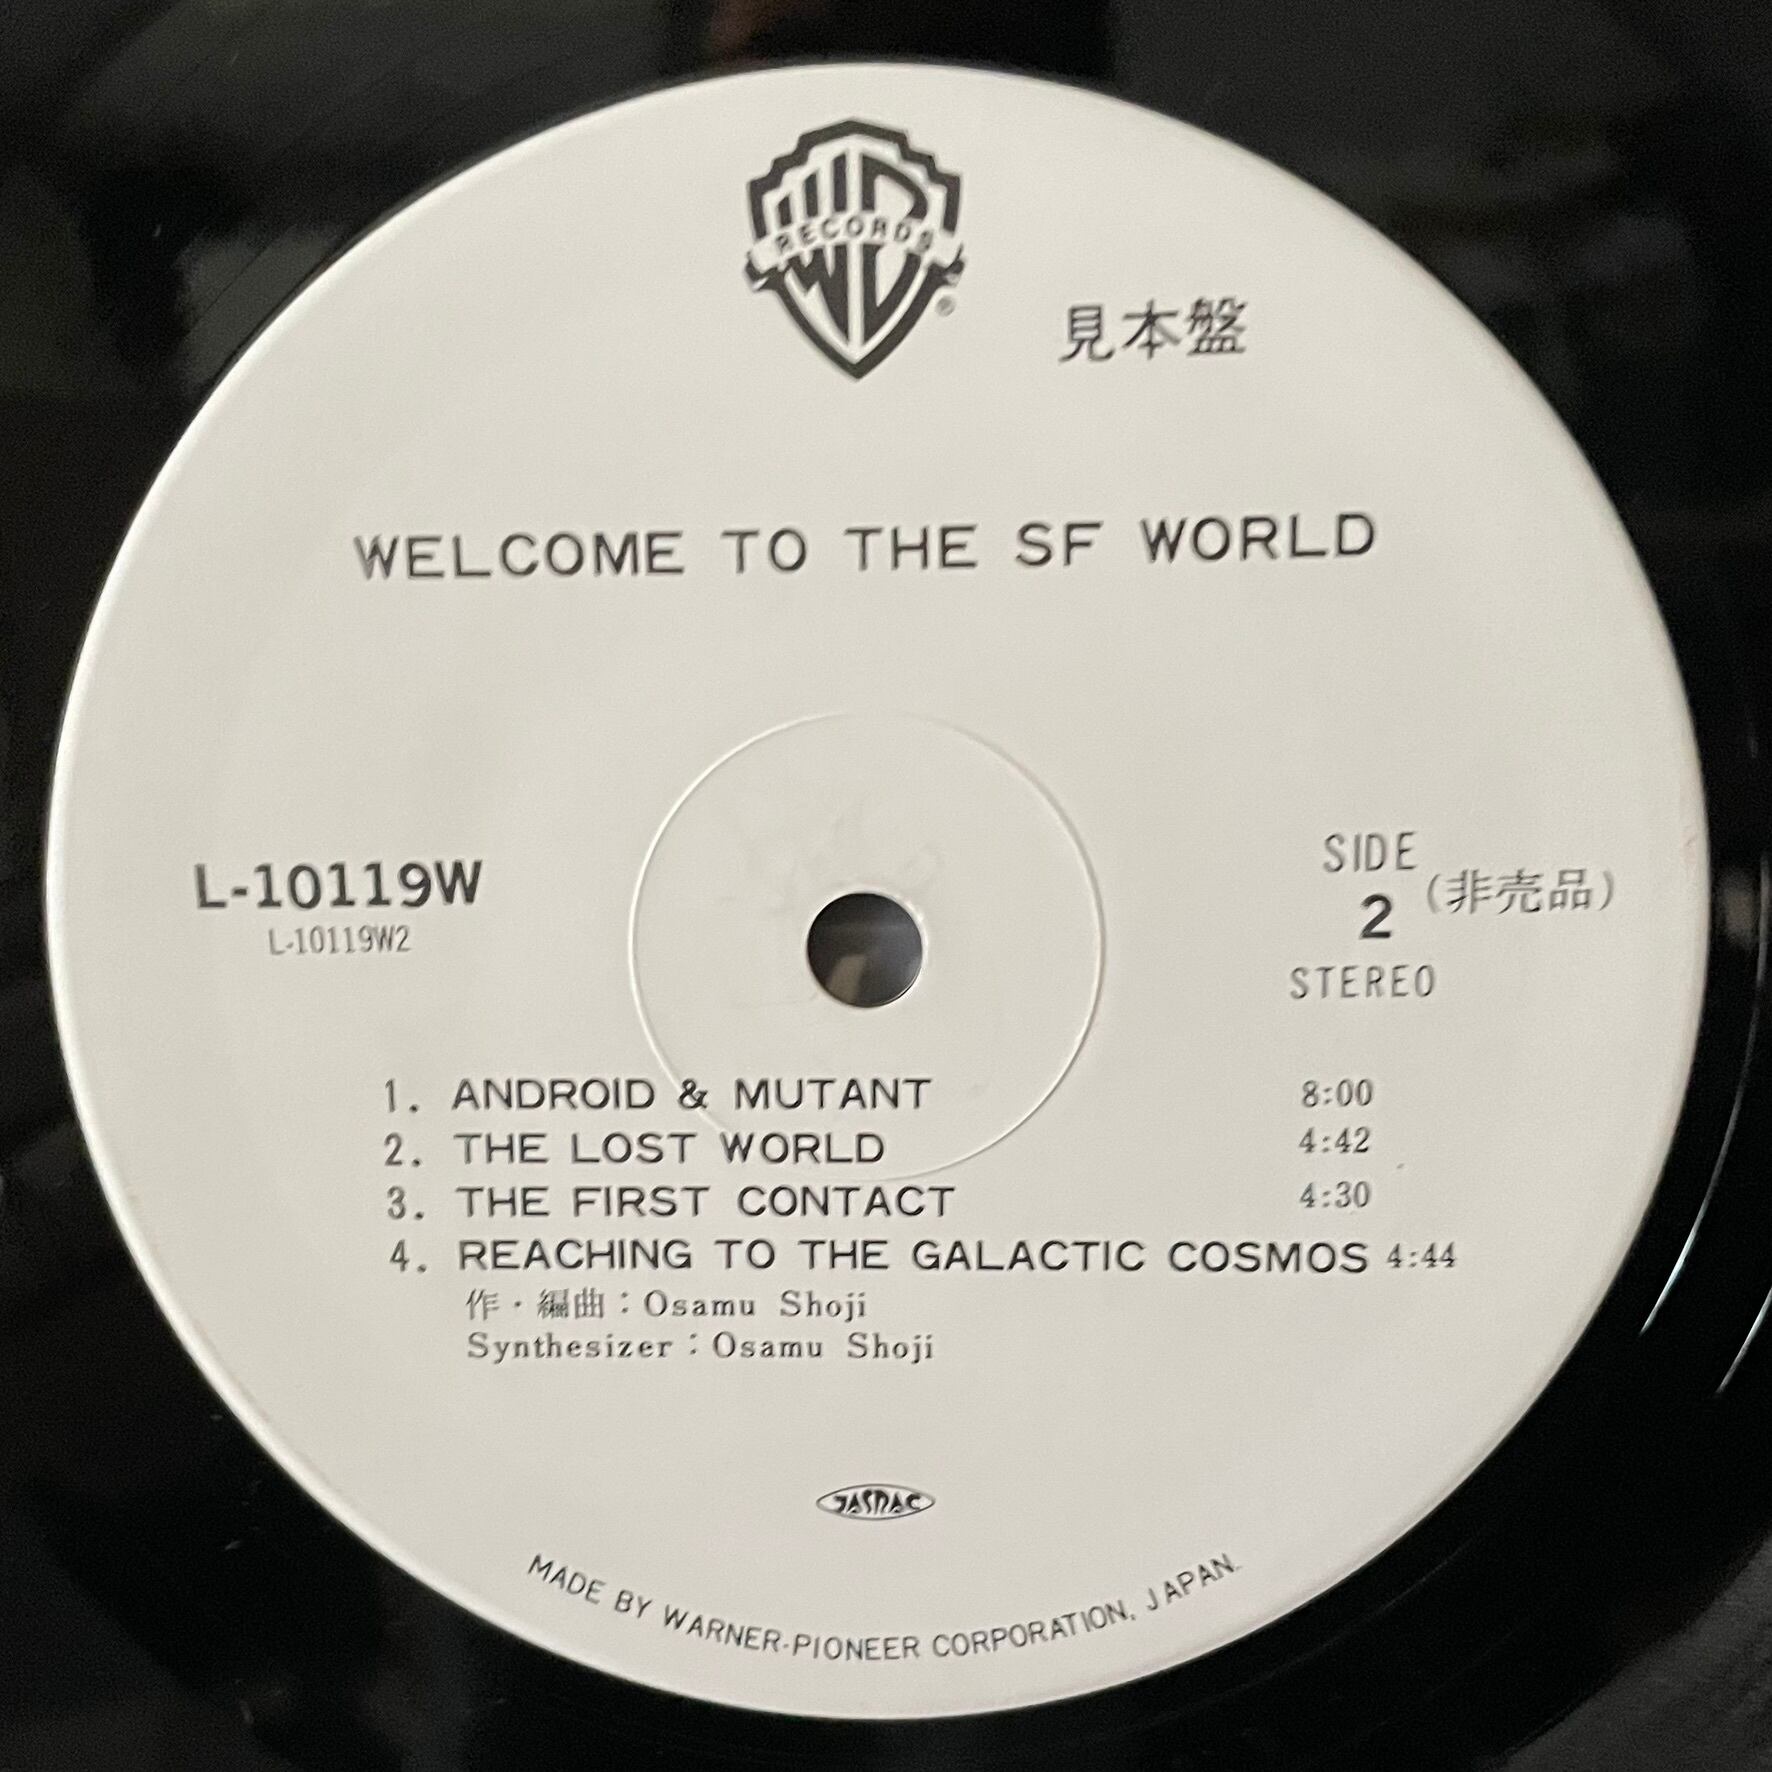 RECORDS
®
見本盤
WELCOME TO THE SF WORLD
L-10119W
L-10119W2
SIDE
2
(非売品)
STEREO
1. ANDROID & MUTANT 8:00
2. THE LOST WORLD 4:42
3. THE FIRST CONTACT 4:30
4. REACHING TO THE GALACTIC COSMOS 4:44
作・編曲：Osamu Shoji
Synthesizer：Osamu Shoji
JASRAC
MADE BY WARNER-PIONEER CORPORATION, JAPAN.